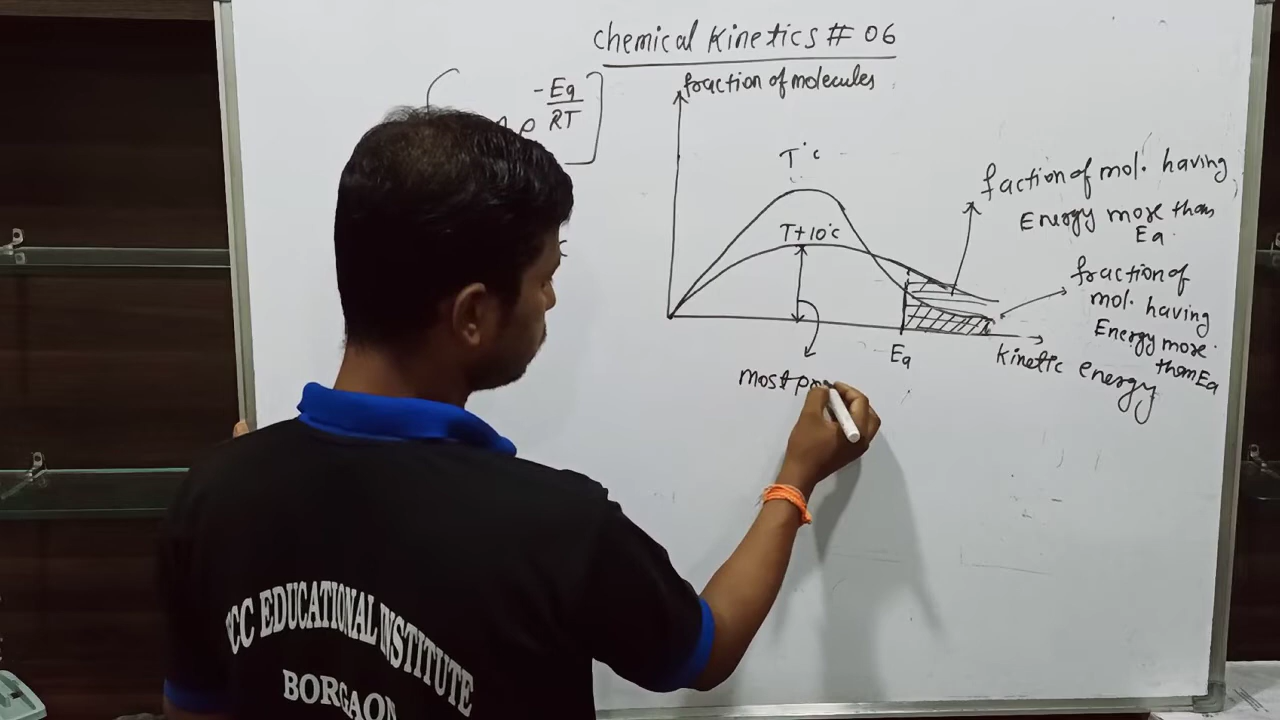 chemical Kinetics # 06
fraction of molecules
-Ea
RT
T°c
T+10°c
faction of mol. having
Energy more than
Ea.
fraction of
mol. having
Energy more
than Ea
Ea
Kinetic energy
most pro
CC EDUCATIONAL INSTITUTE
BORGAON